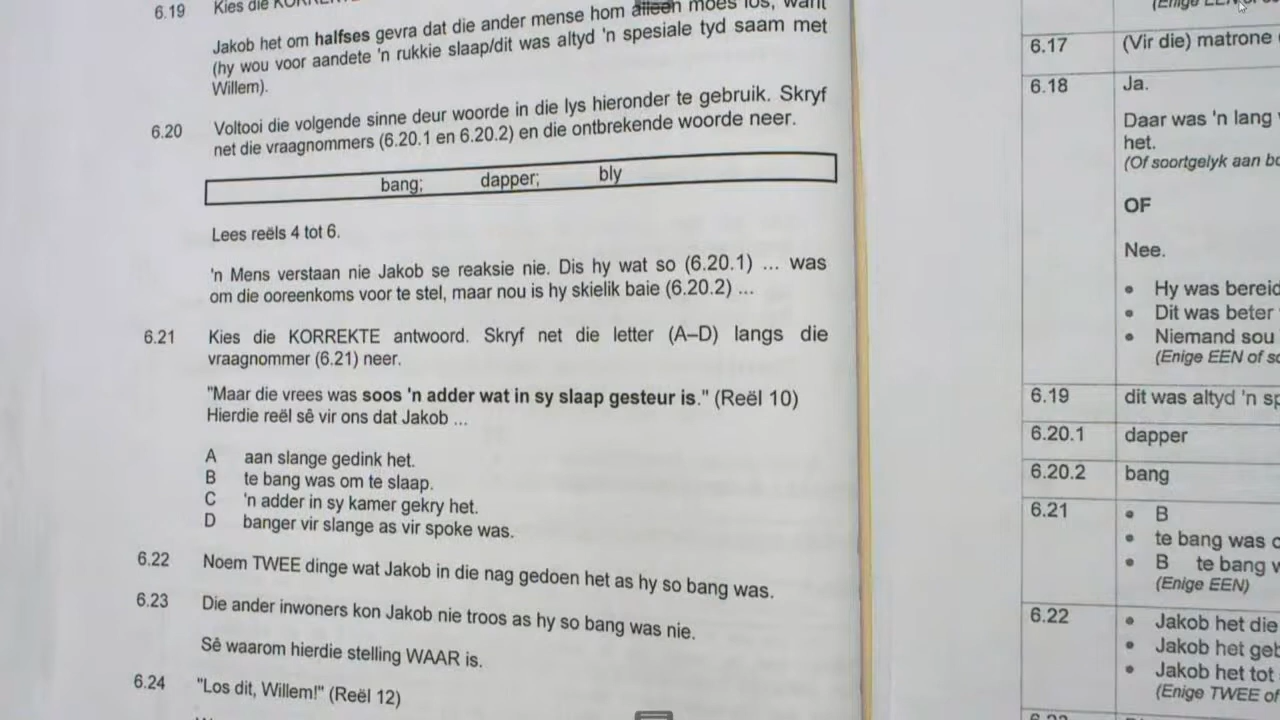 6.19 Kies die
Jakob het om halfses gevra dat die ander mense hom alleen moes los, want
(hy wou voor aandete 'n rukkie slaap/dit was altyd 'n spesiale tyd saam met
Willem).
6.20 Voltooi die volgende sinne deur woorde in die lys hieronder te gebruik. Skryf
net die vraagnommers (6.20.1 en 6.20.2) en die ontbrekende woorde neer.
bang; dapper; bly
Lees reëls 4 tot 6.
'n Mens verstaan nie Jakob se reaksie nie. Dis hy wat so (6.20.1) ... was
om die ooreenkoms voor te stel, maar nou is hy skielik baie (6.20.2) ...
6.21 Kies die KORREKTE antwoord. Skryf net die letter (A–D) langs die
vraagnommer (6.21) neer.
"Maar die vrees was soos 'n adder wat in sy slaap gesteur is." (Reël 10)
Hierdie reël sê vir ons dat Jakob ...
A aan slange gedink het.
B te bang was om te slaap.
C 'n adder in sy kamer gekry het.
D banger vir slange as vir spoke was.
6.22 Noem TWEE dinge wat Jakob in die nag gedoen het as hy so bang was.
6.23 Die ander inwoners kon Jakob nie troos as hy so bang was nie.
Sê waarom hierdie stelling WAAR is.
6.24 "Los dit, Willem!" (Reël 12)
6.17 (Vir die) matrone
6.18 Ja.
Daar was 'n lang
het.
(Of soortgelyk aan
OF
Nee.
• Hy was
• Dit was beter
• Niemand sou
(Enige EEN of
6.19 dit was altyd 'n
6.20.1 dapper
6.20.2 bang
6.21 • B
• te bang was
• B te bang
(Enige EEN)
6.22 • Jakob het die
• Jakob het
• Jakob het tot
(Enige TWEE